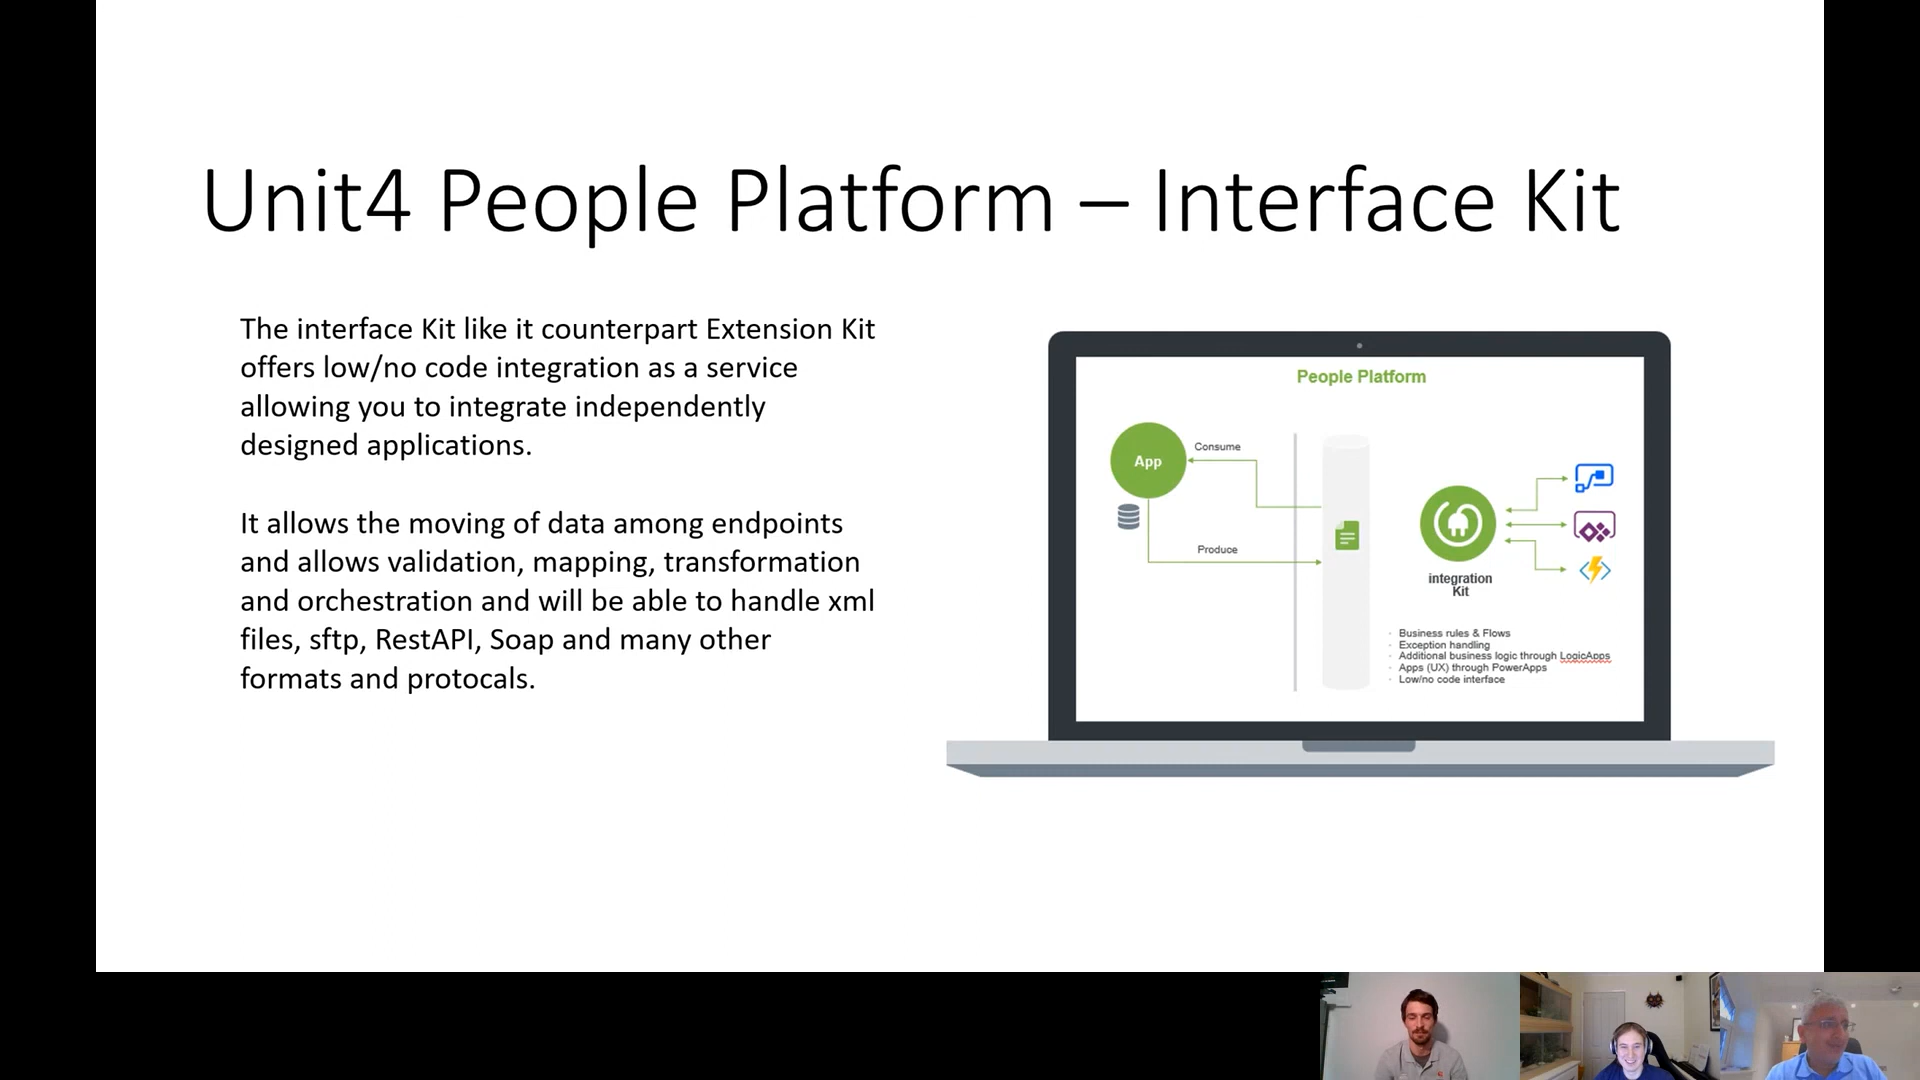 Unit4 People Platform – Interface Kit
The interface Kit like it counterpart Extension Kit
offers low/no code integration as a service
allowing you to integrate independently
designed applications.
It allows the moving of data among endpoints
and allows validation, mapping, transformation
and orchestration and will be able to handle xml
files, sftp, RestAPI, Soap and many other
formats and protocals.
People Platform
App
Consume
Produce
integration
Kit
· Business rules & Flows
· Exception handling
· Additional business logic through LogicApps
· Apps (UX) through PowerApps
· Low/no code interface